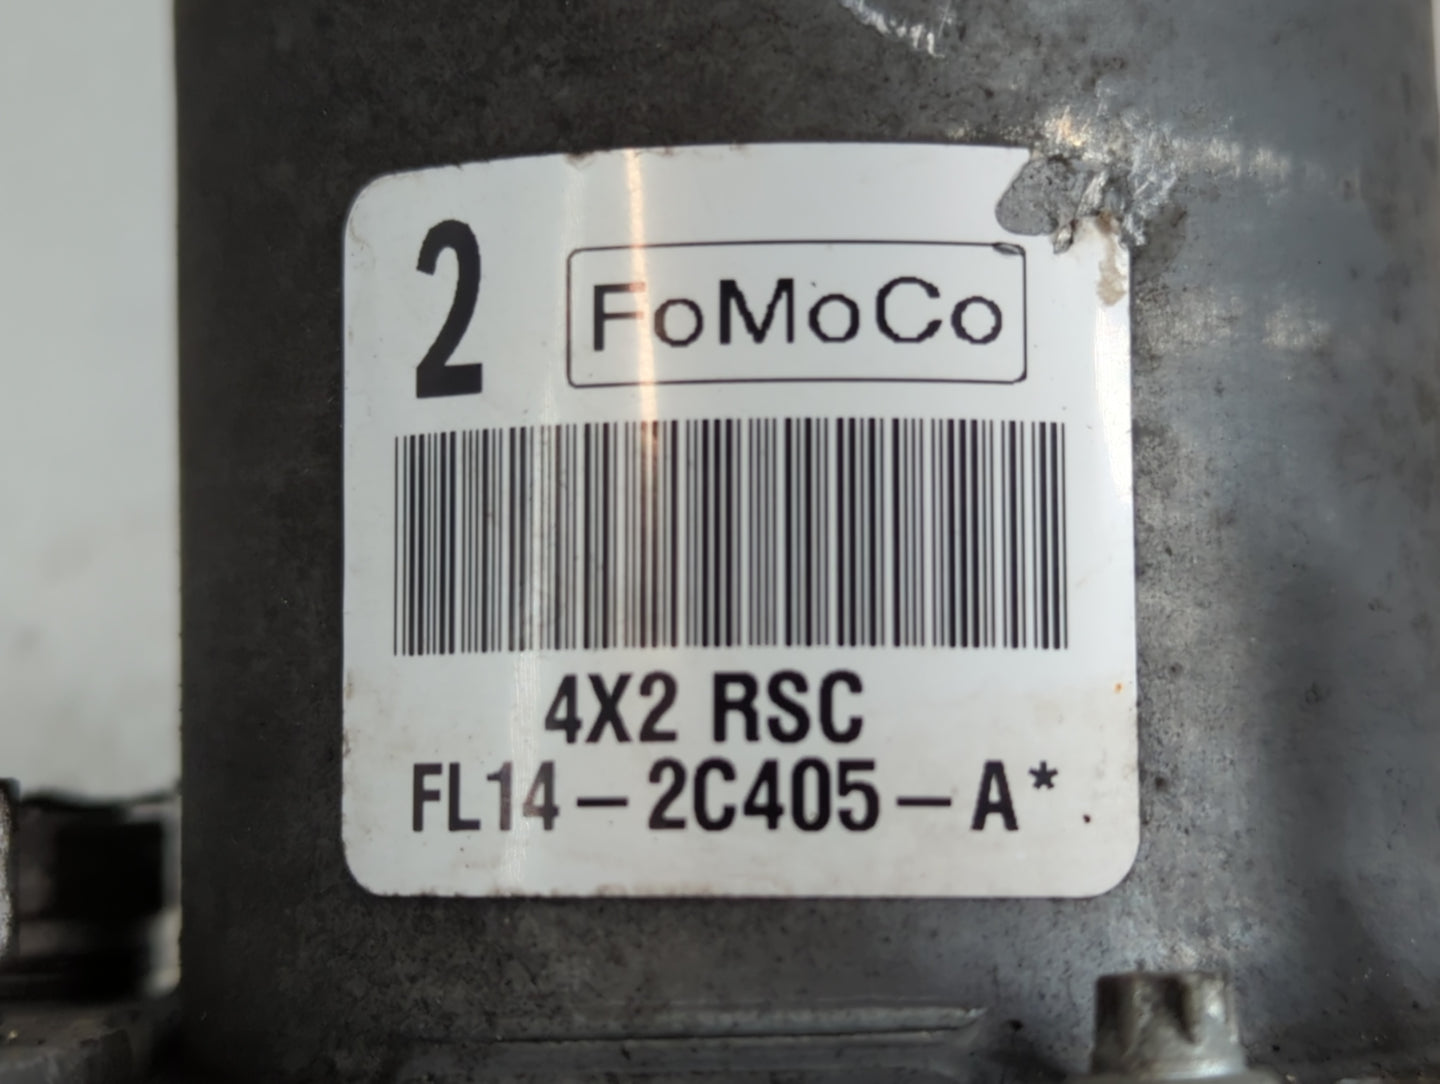 2 FoMoCo
4X2 RSC
FL14-2C405-A*